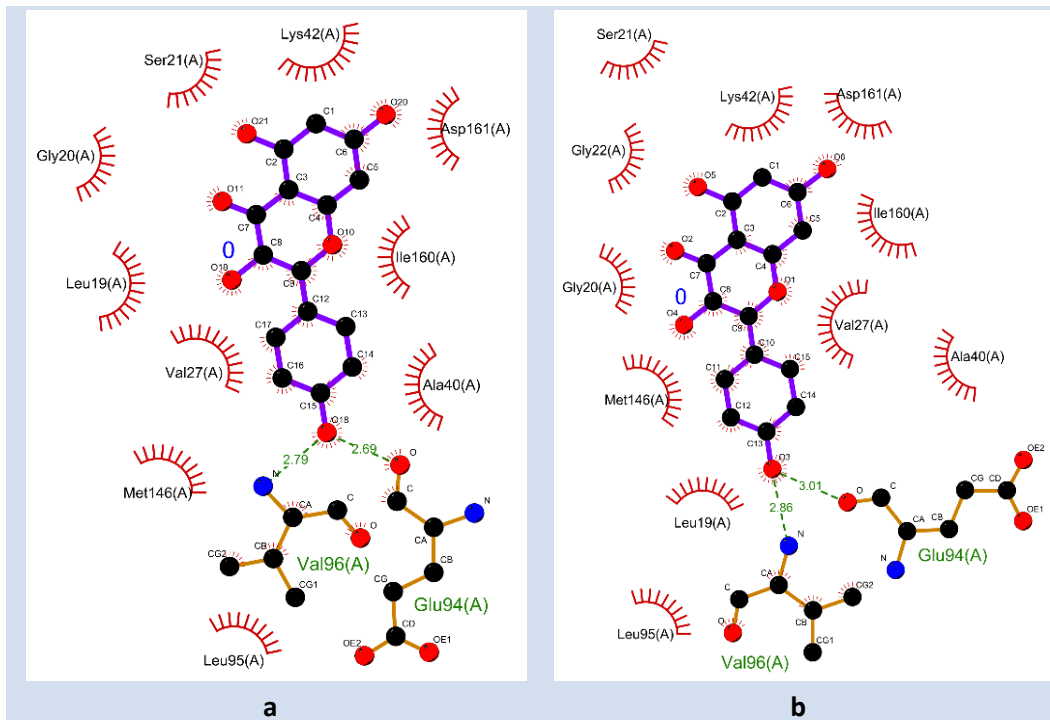 Lys42(A)
Ser21(A)
O20
C1
O21
Asp161(A)
C6
C2
Gly20(A)
C3
C5
O11
C4
C7
O10
C8
0
Ile160(A)
C9
Leu19(A)
C12
C17
C13
Val27(A)
C16
C14
Ala40(A)
C15
O18
2.79
2.69
O
N
Met146(A)
C
CA
C
N
O
CA
CG2
CB
Val96(A)
CB
CG1
CG
Glu94(A)
CD
OE2
OE1
Leu95(A)
a
Ser21(A)
Lys42(A)
Asp161(A)
Gly22(A)
O6
C1
O5
C6
C2
Ile160(A)
C5
C3
O2
C4
C7
Gly20(A)
O1
0
C8
O4
C9
Val27(A)
C10
Ala40(A)
C11
C15
Met146(A)
C12
C14
C13
O3
OE2
3.01
CG
CD
O
C
Leu19(A)
2.86
OE1
CA
CB
N
Glu94(A)
N
CA
C
CG2
CB
O
Leu95(A)
CG1
Val96(A)
b